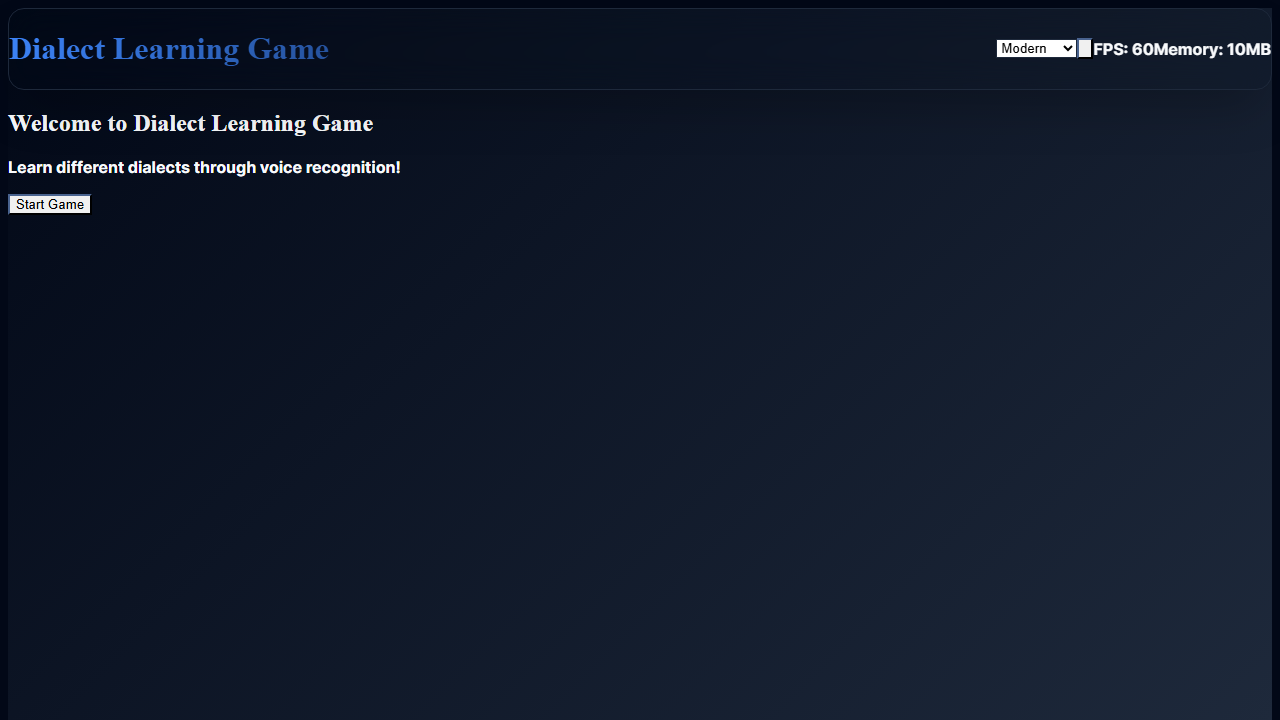 Dialect Learning Game
Modern
FPS: 60Memory: 10MB
Welcome to Dialect Learning Game
Learn different dialects through voice recognition!
Start Game